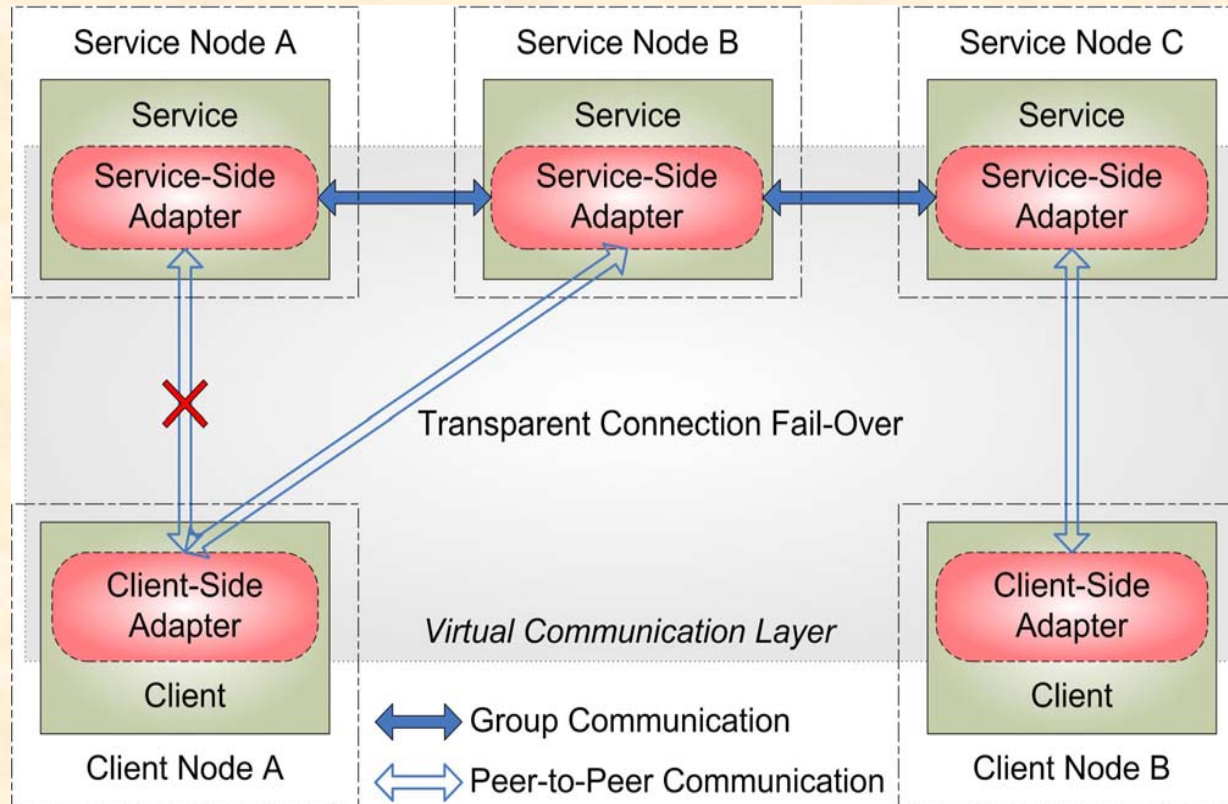 Service Node A
Service Node B
Service Node C
Service
Service
Service
Service-Side
Adapter
Service-Side
Adapter
Service-Side
Adapter
Transparent Connection Fail-Over
Client-Side
Adapter
Client
Client Node A
Virtual Communication Layer
Group Communication
Peer-to-Peer Communication
Client-Side
Adapter
Client
Client Node B